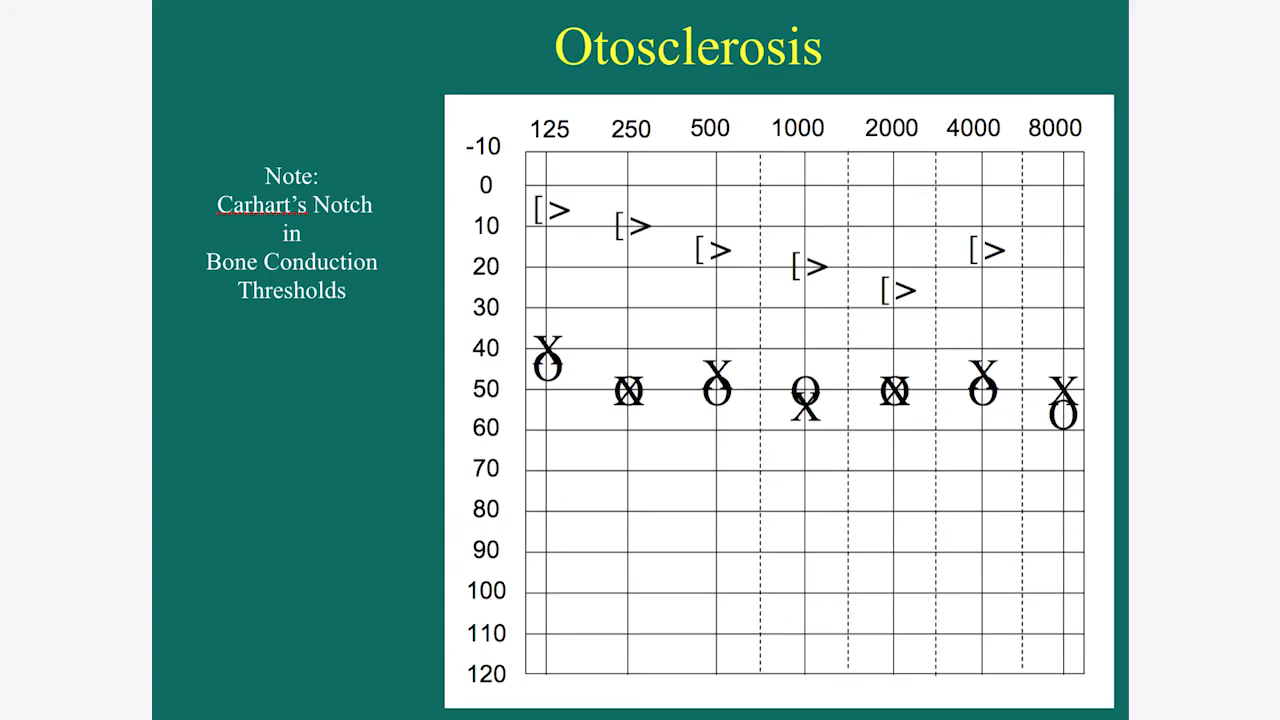 Otosclerosis
Note:
Carhart's Notch
in
Bone Conduction
Thresholds
125 250 500 1000 2000 4000 8000
-10
0
10
20
30
40
50
60
70
80
90
100
110
120
[> [> [> [> [> [>
X X X O X X X
O O O X O O O